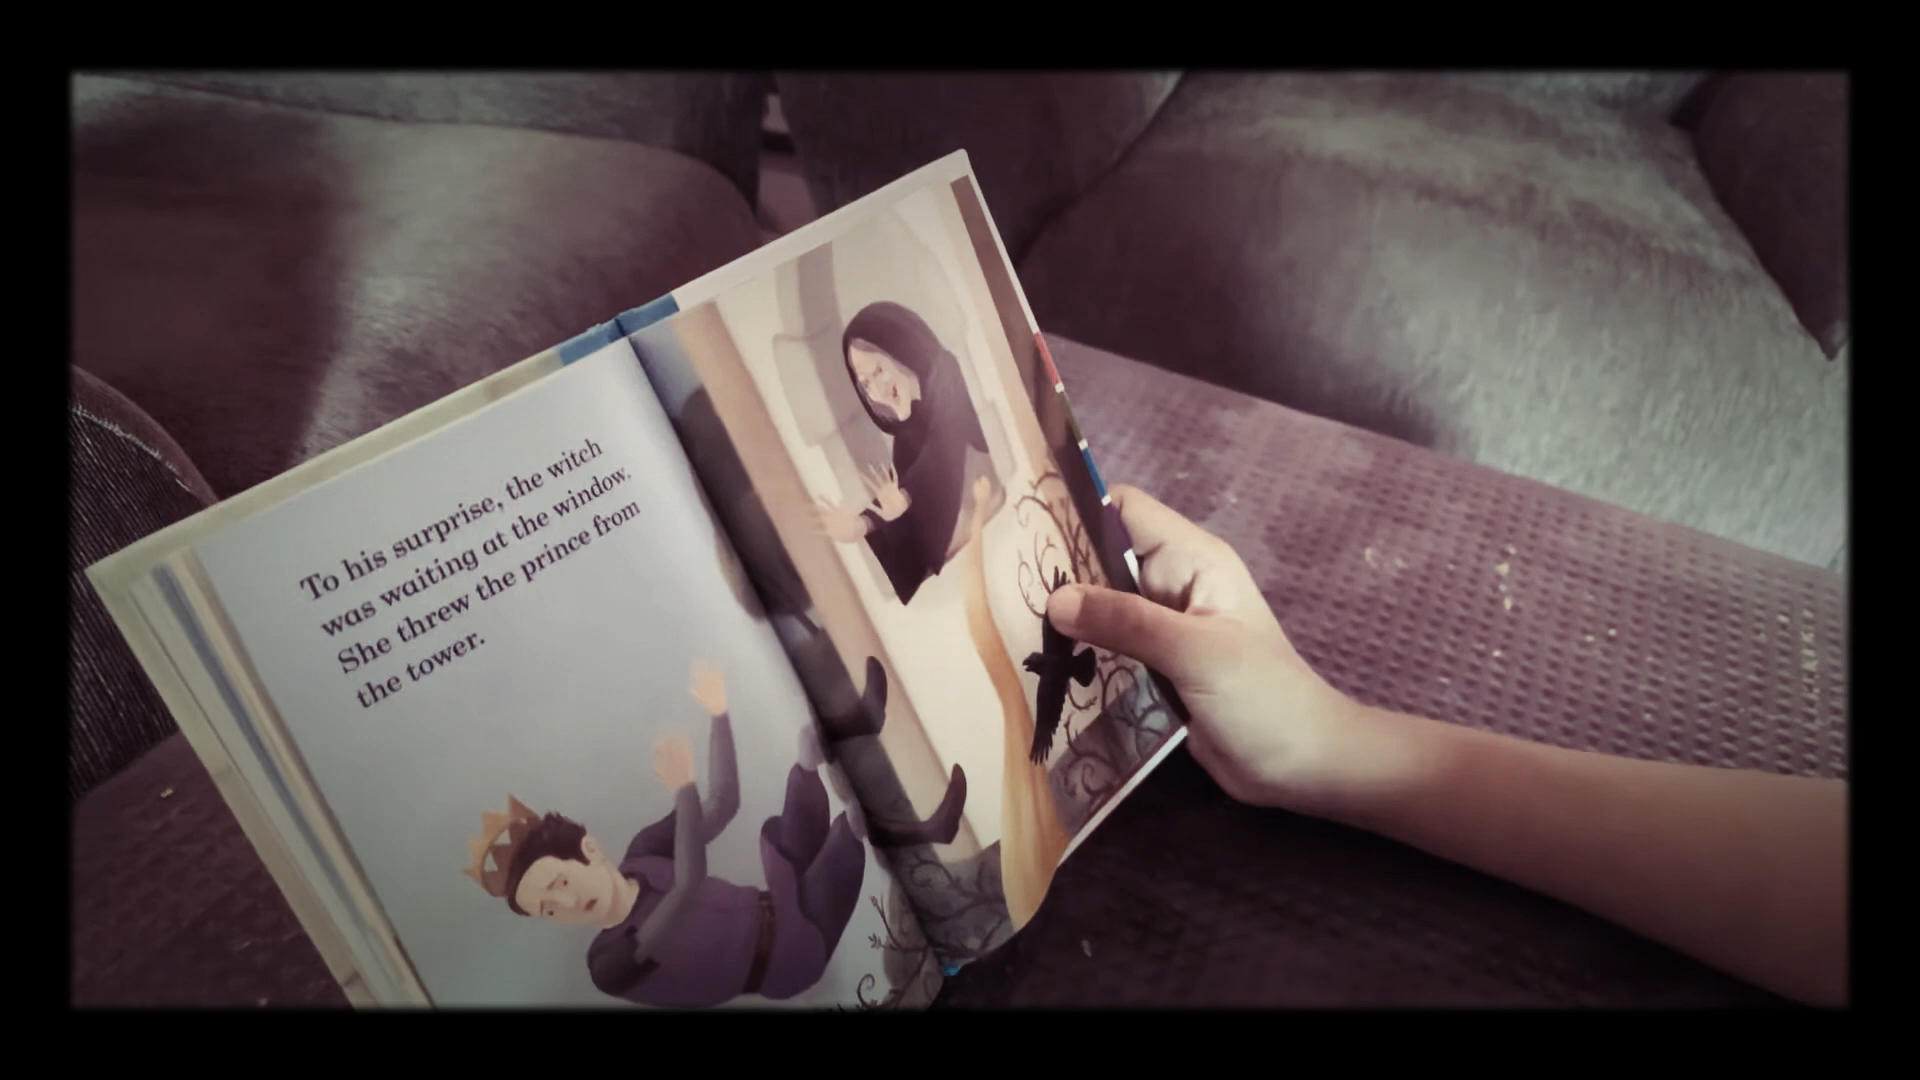 To his surprise, the witch
was waiting at the window.
She threw the prince from
the tower.